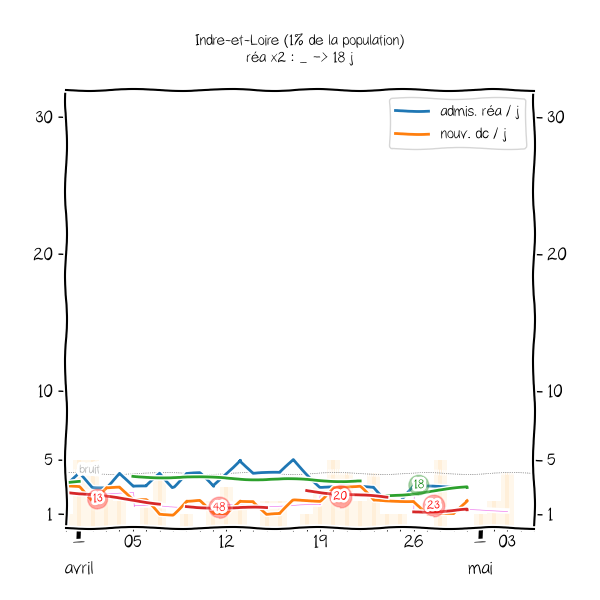 Indre-et-Loire (1% de la population)
réa x2 : _ -> 18 j
admis. réa / j
nouv. dc / j
30 30
20 20
10 10
5 5
bruit
18
13 48 20 23
1 1
05 12 19 26 03
avril mai